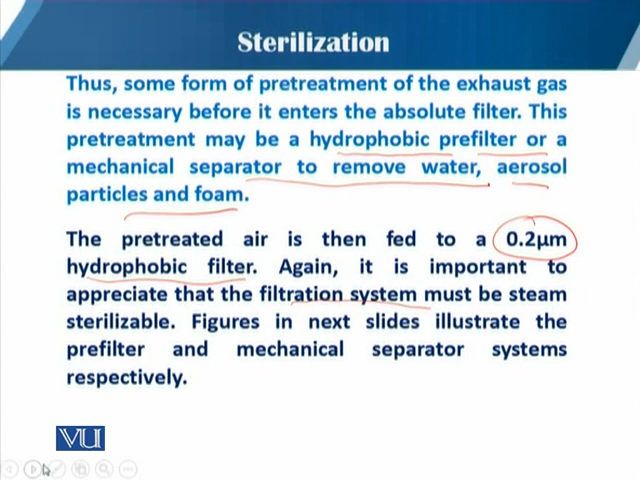 Sterilization
Thus, some form of pretreatment of the exhaust gas
is necessary before it enters the absolute filter. This
pretreatment may be a hydrophobic prefilter or a
mechanical separator to remove water, aerosol
particles and foam.
The pretreated air is then fed to a 0.2μm
hydrophobic filter. Again, it is important to
appreciate that the filtration system must be steam
sterilizable. Figures in next slides illustrate the
prefilter and mechanical separator systems
respectively.
VU